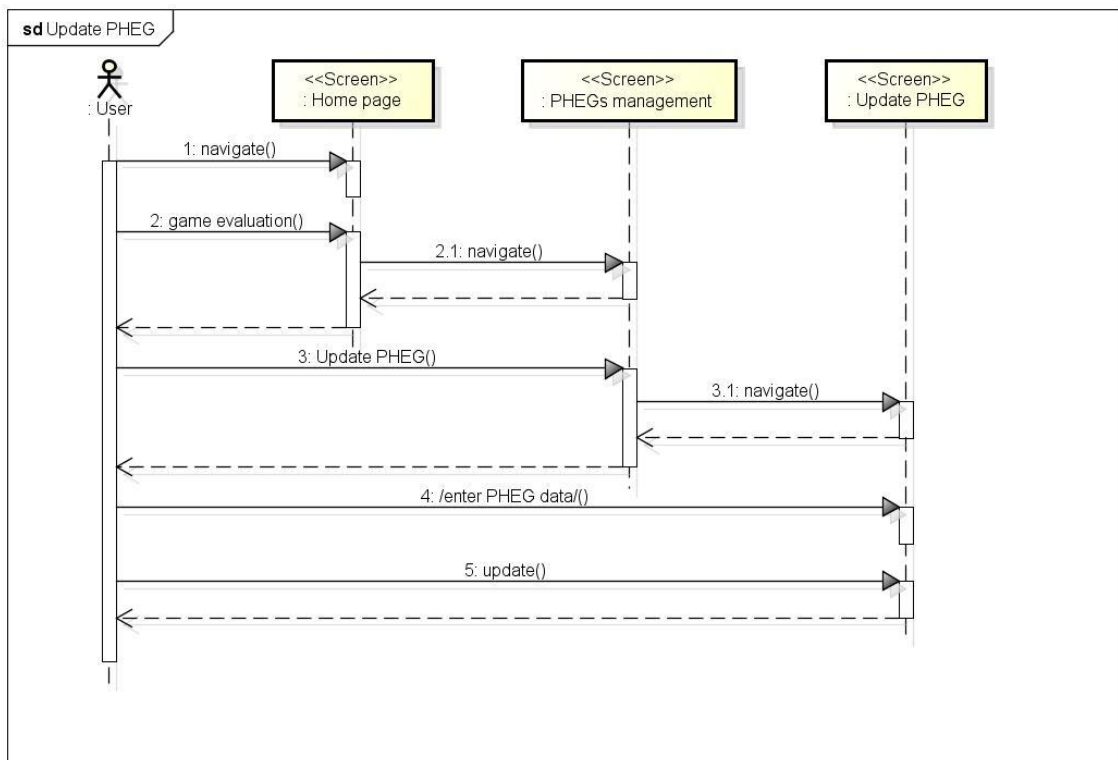 sd Update PHEG
<<Screen>>
: Home page
<<Screen>>
: PHEGs management
<<Screen>>
: Update PHEG
: User
1: navigate()
2: game evaluation()
2.1: navigate()
3: Update PHEG()
3.1: navigate()
4: /enter PHEG data/()
5: update()